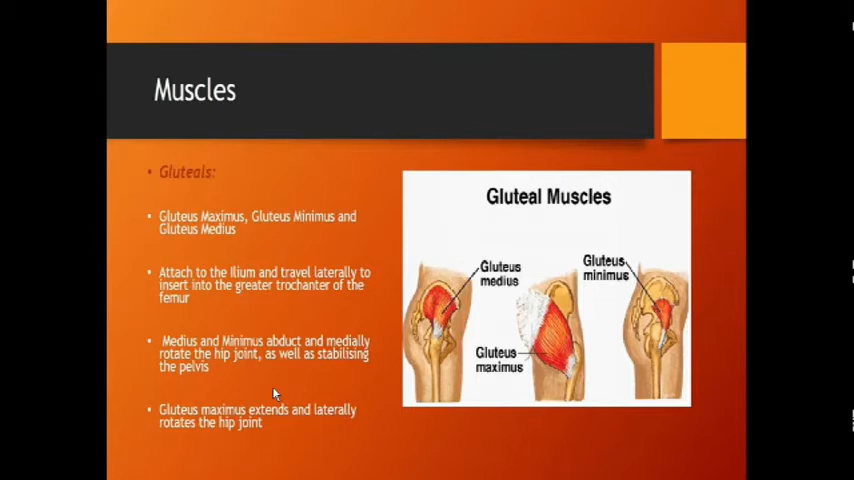 Muscles
Gluteals:
Gluteus Maximus, Gluteus Minimus and
Gluteus Medius
Attach to the Ilium and travel laterally to
insert into the greater trochanter of the
femur
Medius and Minimus abduct and medially
rotate the hip joint, as well as stabilising
the pelvis
Gluteus maximus extends and laterally
rotates the hip joint
Gluteal Muscles
Gluteus
medius
Gluteus
maximus
Gluteus
minimus